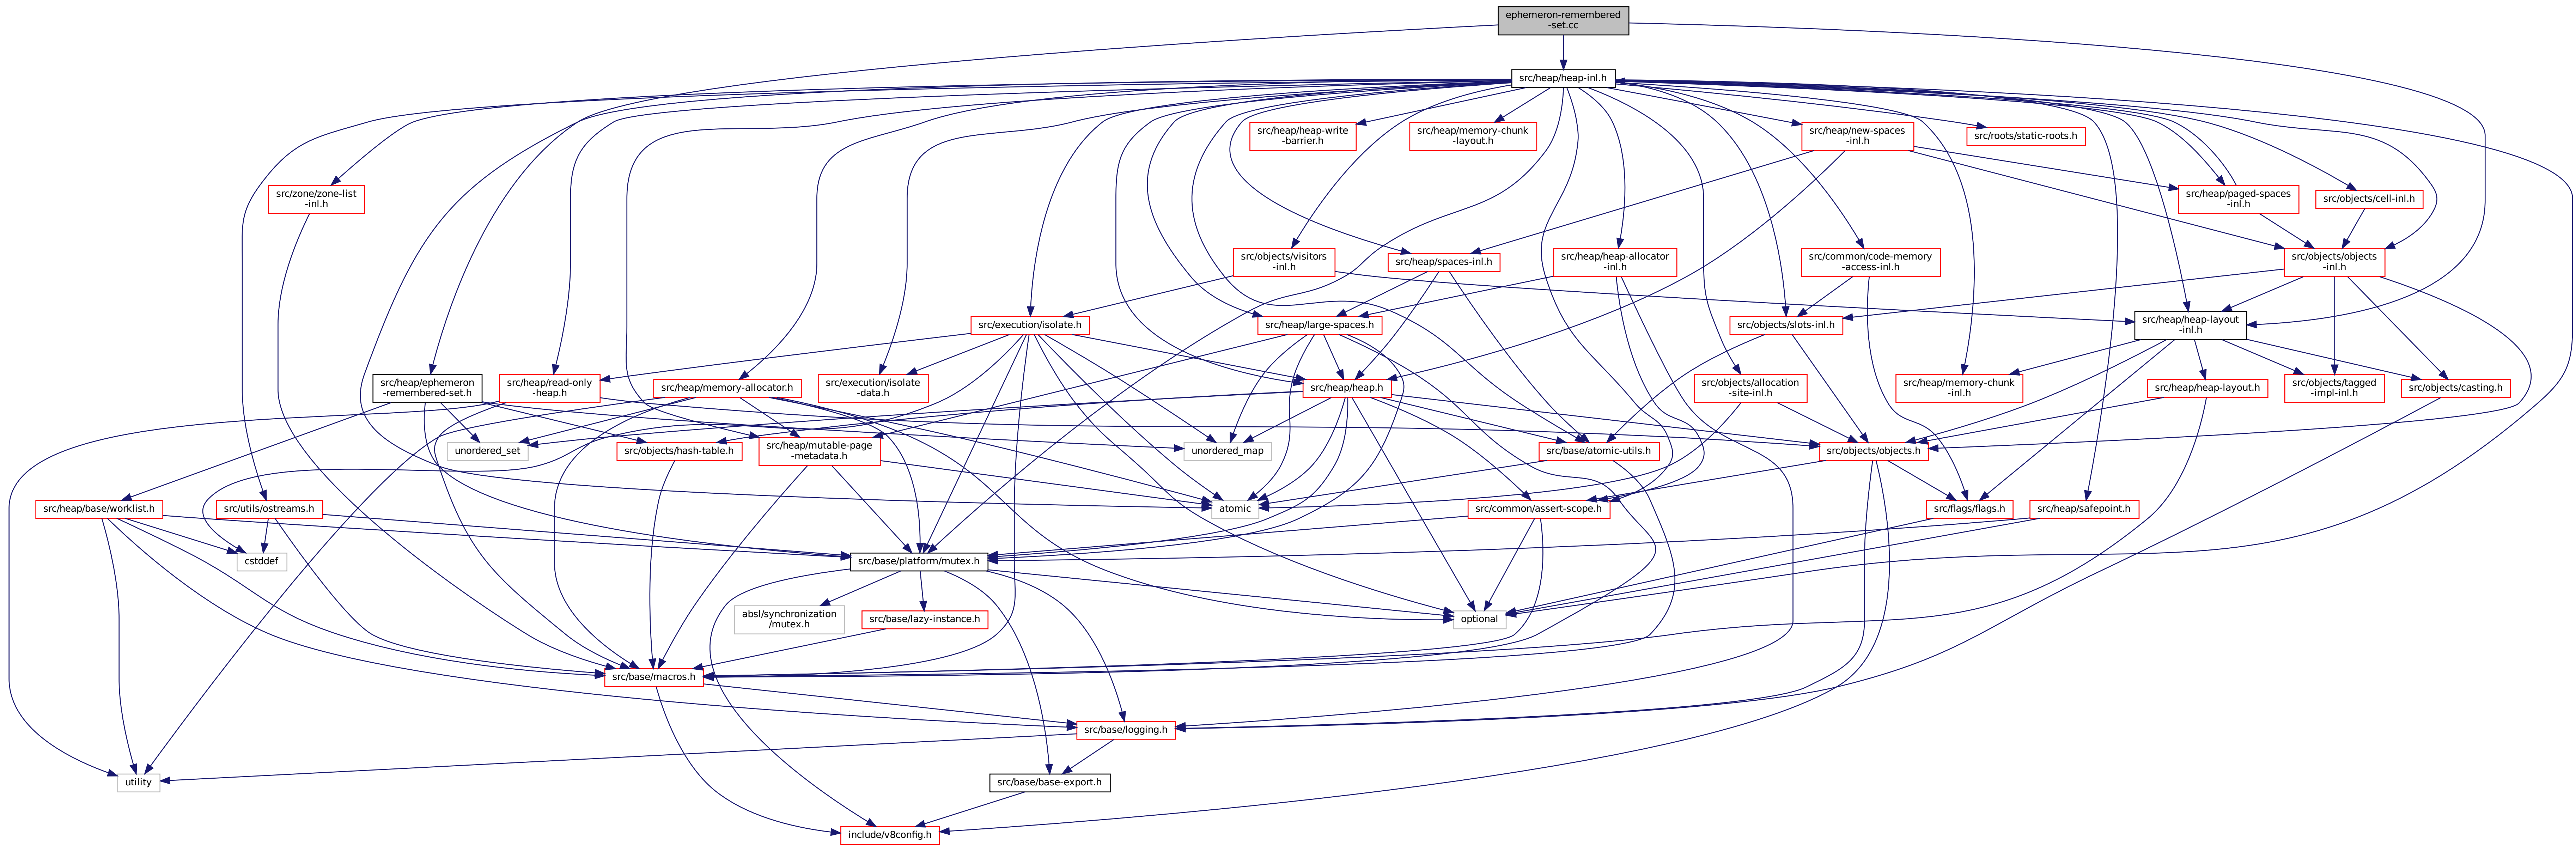 ephemeron-remembered
-set.cc
src/heap/heap-inl.h
src/heap/heap-write
-barrier.h
src/heap/memory-chunk
-layout.h
src/heap/new-spaces
-inl.h
src/roots/static-roots.h
src/zone/zone-list
-inl.h
src/heap/paged-spaces
-inl.h
src/objects/cell-inl.h
src/objects/visitors
-inl.h
src/heap/spaces-inl.h
src/heap/heap-allocator
-inl.h
src/common/code-memory
-access-inl.h
src/objects/objects
-inl.h
src/execution/isolate.h
src/heap/large-spaces.h
src/objects/slots-inl.h
src/heap/heap-layout
-inl.h
src/heap/ephemeron
-remembered-set.h
src/heap/read-only
-heap.h
src/heap/memory-allocator.h
src/execution/isolate
-data.h
src/heap/heap.h
src/objects/allocation
-site-inl.h
src/heap/memory-chunk
-inl.h
src/heap/heap-layout.h
src/objects/tagged
-impl-inl.h
src/objects/casting.h
unordered_set
src/objects/hash-table.h
src/heap/mutable-page
-metadata.h
unordered_map
src/base/atomic-utils.h
src/objects/objects.h
src/heap/base/worklist.h
src/utils/ostreams.h
atomic
src/common/assert-scope.h
src/flags/flags.h
src/heap/safepoint.h
cstddef
src/base/platform/mutex.h
absl/synchronization
/mutex.h
src/base/lazy-instance.h
optional
src/base/macros.h
src/base/logging.h
utility
src/base/base-export.h
include/v8config.h